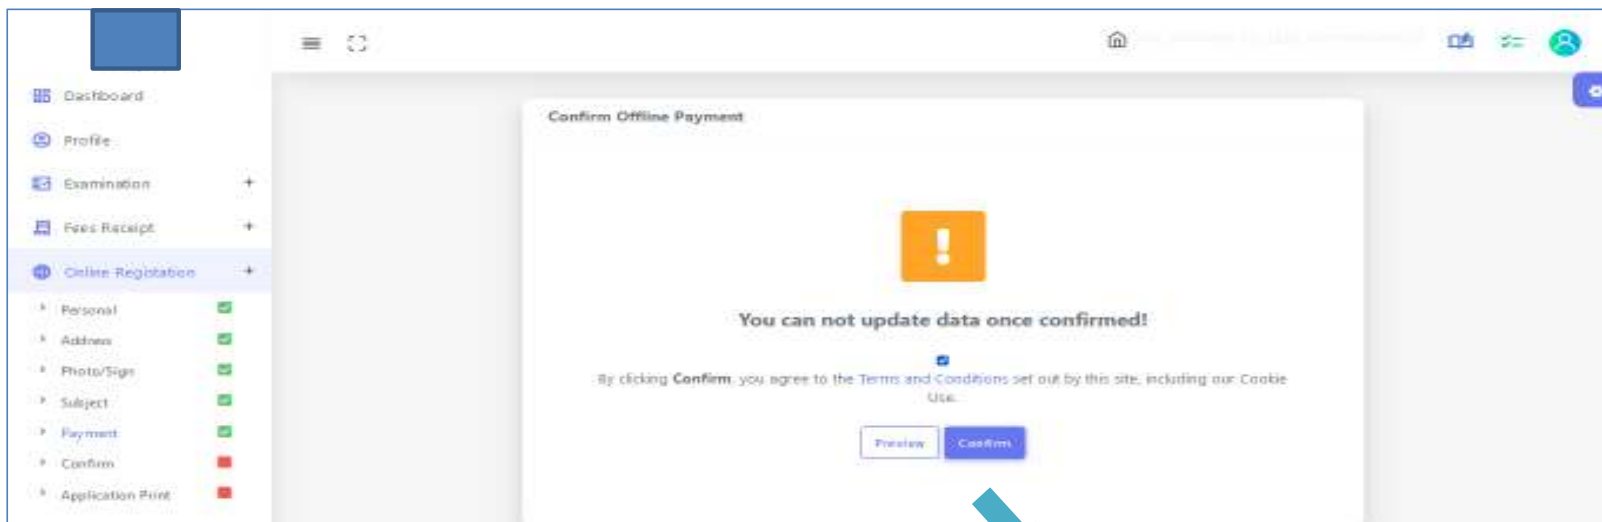 Dashboard
Profile
Examination +
Fees Receipt +
Online Registation +
Personal
Address
Photo/Sign
Subject
Payment
Confirm
Application Print
Confirm Offline Payment
!
You can not update data once confirmed!
By clicking Confirm, you agree to the Terms and Conditions set out by this site, including our Cookie
Use.
Preview Confirm